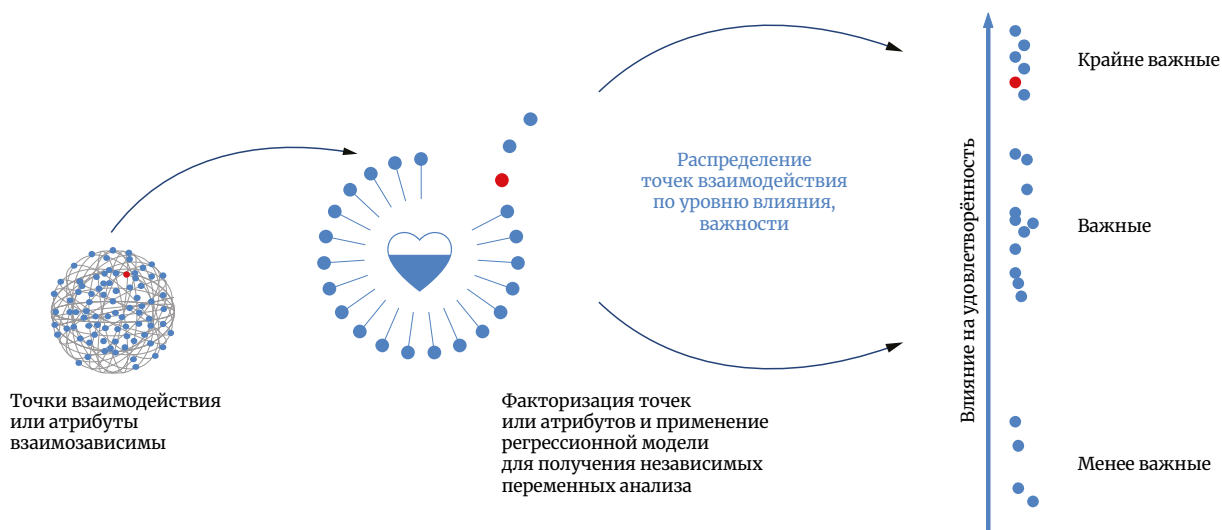 Точки взаимодействия
или атрибуты
взаимозависимы
Факторизация точек
или атрибутов и применение
регрессионной модели
для получения независимых
переменных анализа
Распределение
точек взаимодействия
по уровню влияния,
важности
Влияние на удовлетворённость
Крайне важные
Важные
Менее важные